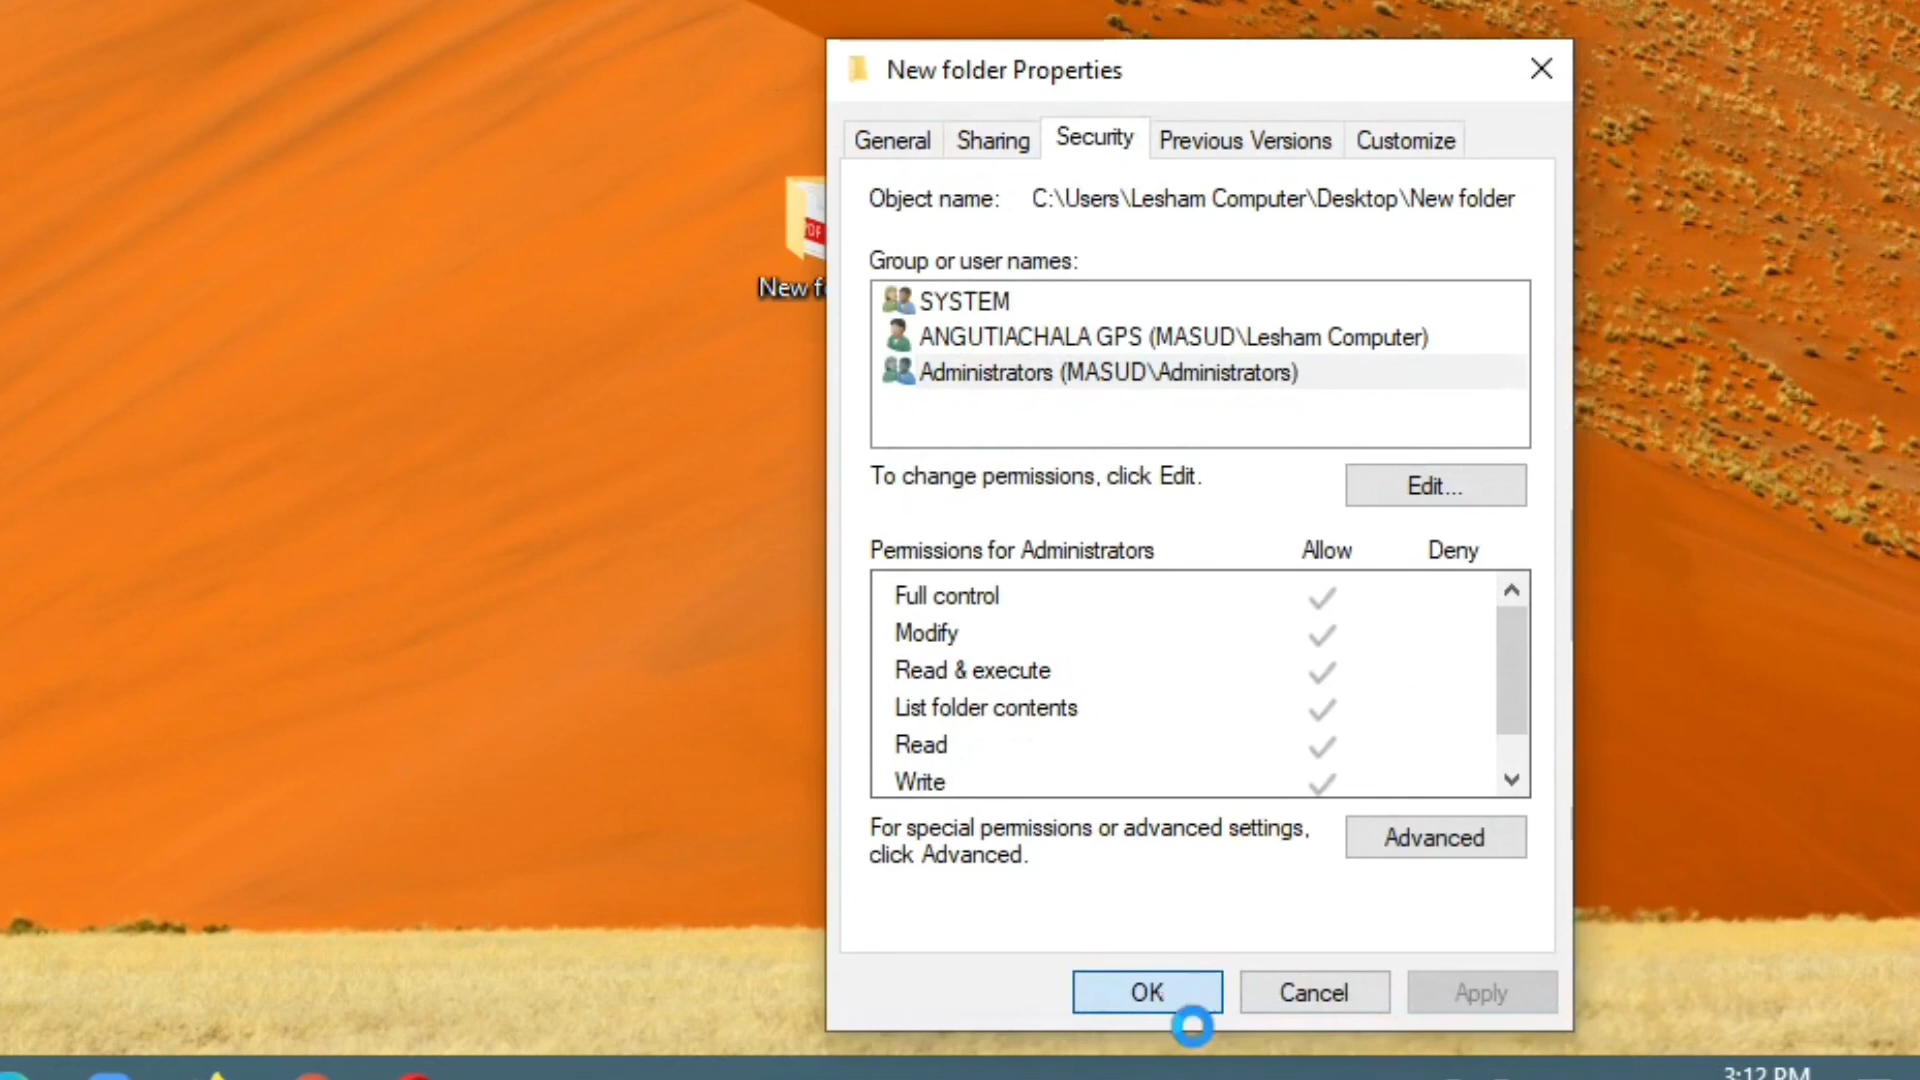 New folder Properties
General Sharing Security Previous Versions Customize
Object name: C:\Users\Lesham Computer\Desktop\New folder
Group or user names:
SYSTEM
ANGUTIACHALA GPS (MASUD\Lesham Computer)
Administrators (MASUD\Administrators)
To change permissions, click Edit.
Edit...
Permissions for Administrators Allow Deny
Full control
Modify
Read & execute
List folder contents
Read
Write
For special permissions or advanced settings,
click Advanced.
Advanced
OK Cancel Apply
PDF
New f
3:12 PM